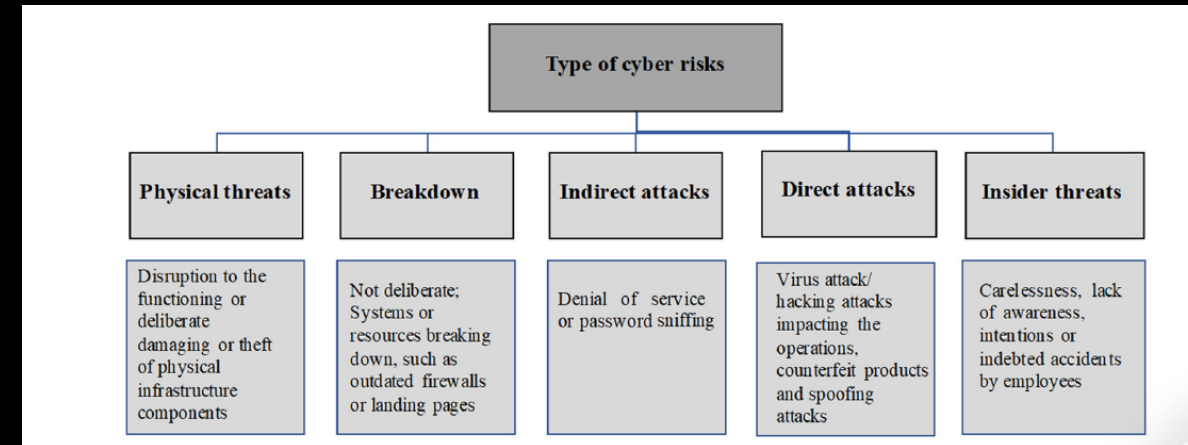 Type of cyber risks
Physical threats
Breakdown
Indirect attacks
Direct attacks
Insider threats
Disruption to the
functioning or
deliberate
damaging or theft
of physical
infrastructure
components
Not deliberate;
Systems or
resources breaking
down, such as
outdated firewalls
or landing pages
Denial of service
or password sniffing
Virus attack/
hacking attacks
impacting the
operations,
counterfeit products
and spoofing
attacks
Carelessness, lack
of awareness,
intentions or
indebted accidents
by employees